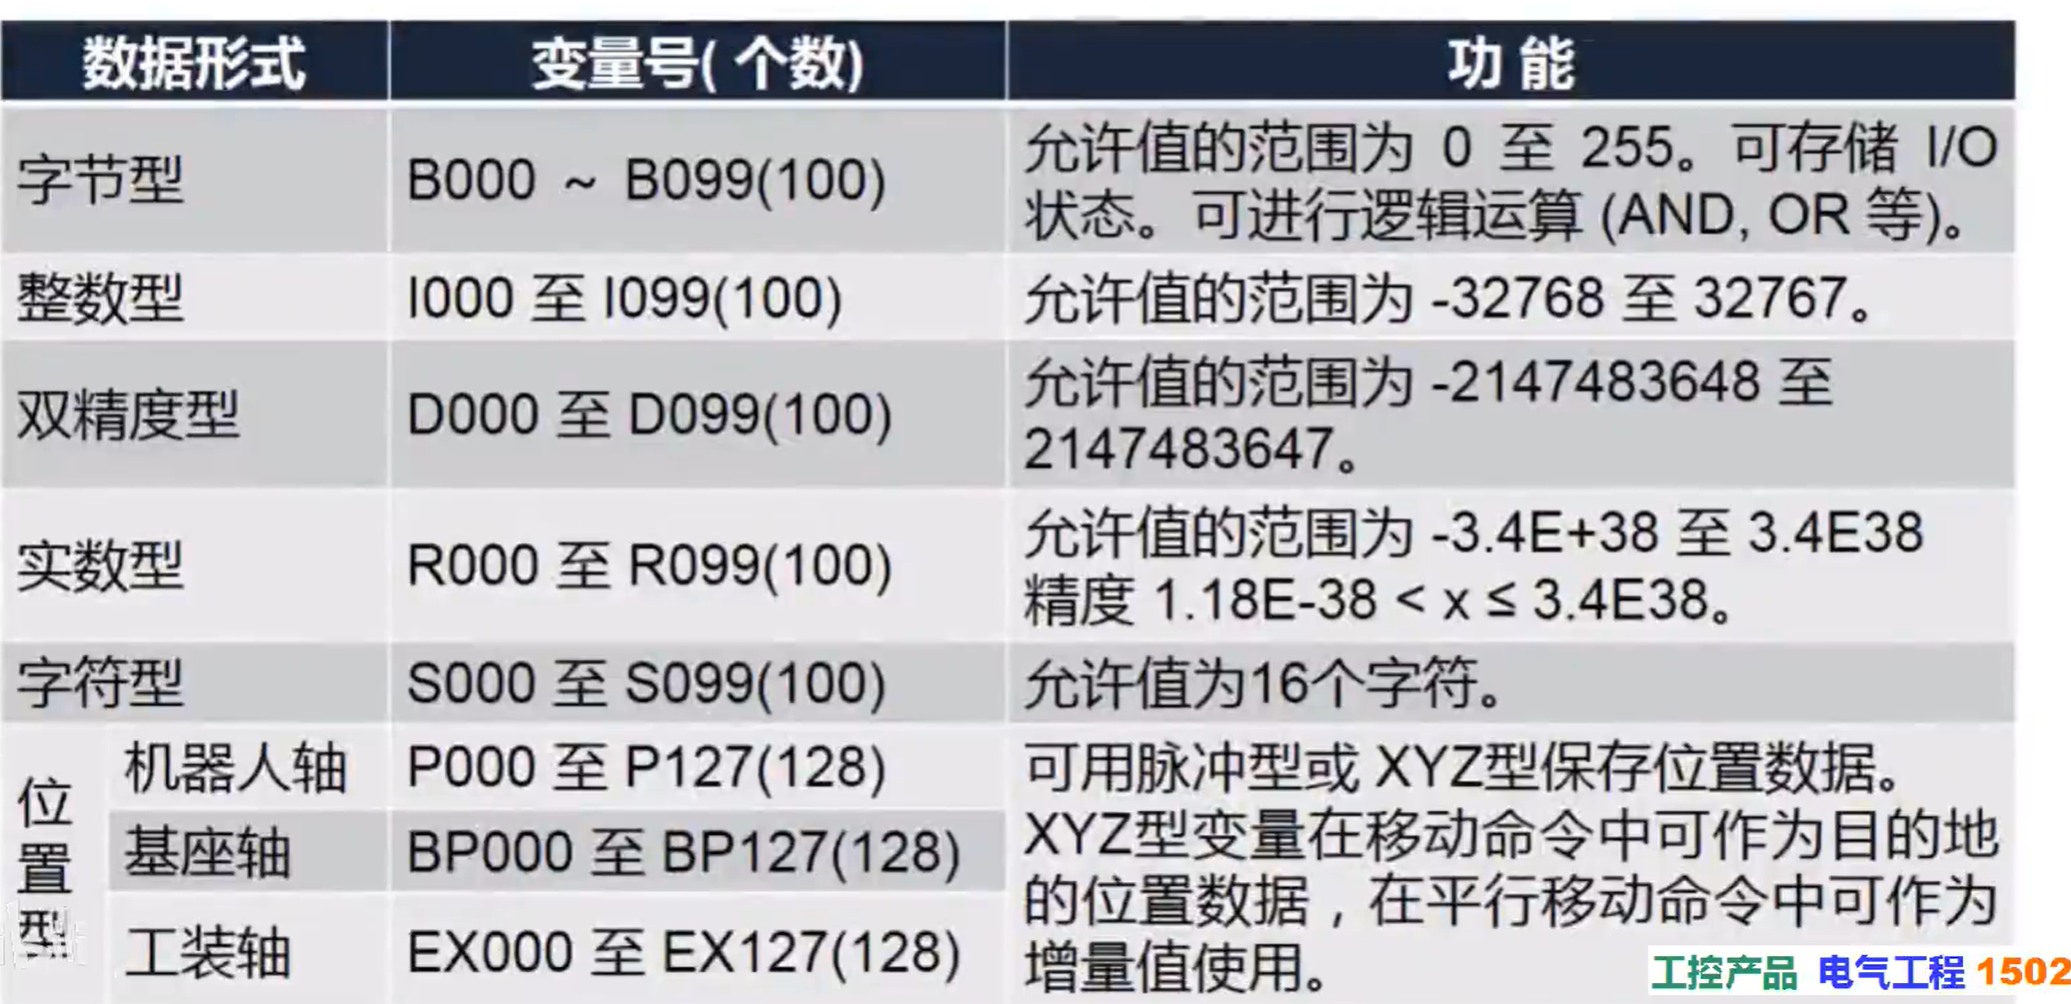 数据形式 变量号( 个数) 功 能
字节型 B000 ~ B099(100) 允许值的范围为 0 至 255。可存储 I/O
状态。可进行逻辑运算 (AND, OR 等)。
整数型 I000 至 I099(100) 允许值的范围为 -32768 至 32767。
双精度型 D000 至 D099(100) 允许值的范围为 -2147483648 至
2147483647。
实数型 R000 至 R099(100) 允许值的范围为 -3.4E+38 至 3.4E38
精度 1.18E-38 < x ≤ 3.4E38。
字符型 S000 至 S099(100) 允许值为16个字符。
位置型
机器人轴 P000 至 P127(128)
基座轴 BP000 至 BP127(128)
工装轴 EX000 至 EX127(128)
可用脉冲型或 XYZ型保存位置数据。
XYZ型变量在移动命令中可作为目的地
的位置数据，在平行移动命令中可作为
增量值使用。
工控产品 电气工程 1502